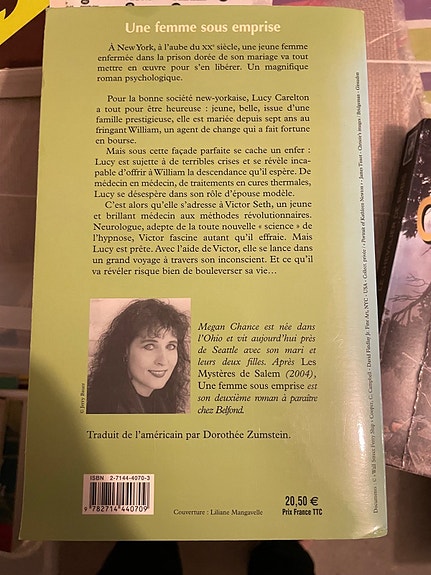 Une femme sous emprise
À New York, à l'aube du XXe siècle, une jeune femme
enfermée dans la prison dorée de son mariage va tout
mettre en œuvre pour s'en libérer. Un magnifique
roman psychologique.
Pour la bonne société new-yorkaise, Lucy Carelton
a tout pour être heureuse : jeune, belle, issue d'une
famille prestigieuse, elle est mariée depuis sept ans au
fringant William, un agent de change qui a fait fortune
en bourse.
Mais sous cette façade parfaite se cache un enfer :
Lucy est sujette à de terribles crises et se révèle inca-
pable d'offrir à William la descendance qu'il espère. De
médecin en médecin, de traitements en cures thermales,
Lucy se désespère dans son rôle d'épouse modèle.
C'est alors qu'elle s'adresse à Victor Seth, un jeune
et brillant médecin aux méthodes révolutionnaires.
Neurologue, adepte de la toute nouvelle « science » de
l'hypnose, Victor fascine autant qu'il effraie. Mais
Lucy est prête. Avec l'aide de Victor, elle se lance dans
un grand voyage à travers son inconscient. Et ce qu'il
va révéler risque bien de bouleverser sa vie…
© Jerry Bauer
Megan Chance est née dans
l'Ohio et vit aujourd'hui près
de Seattle avec son mari et
leurs deux filles. Après Les
Mystères de Salem (2004),
Une femme sous emprise est
son deuxième roman à paraître
chez Belfond.
Traduit de l'américain par Dorothée Zumstein.
ISBN 2-7144-4070-3
9 782714 440709
Couverture : Liliane Mangavelle
20,50 €
Prix France TTC